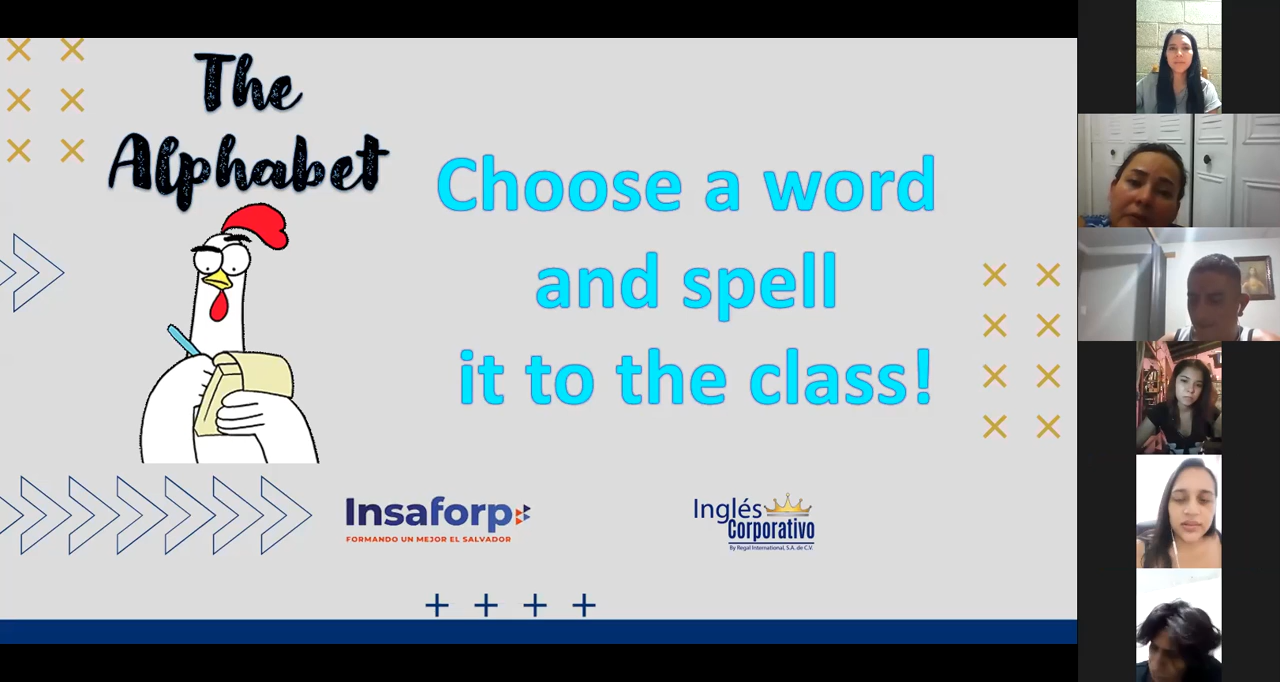 The
Alphabet
Choose a word
and spell
it to the class!
Insaforp
FORMANDO UN MEJOR EL SALVADOR
Inglés
Corporativo
By Regal International, S.A. de C.V.